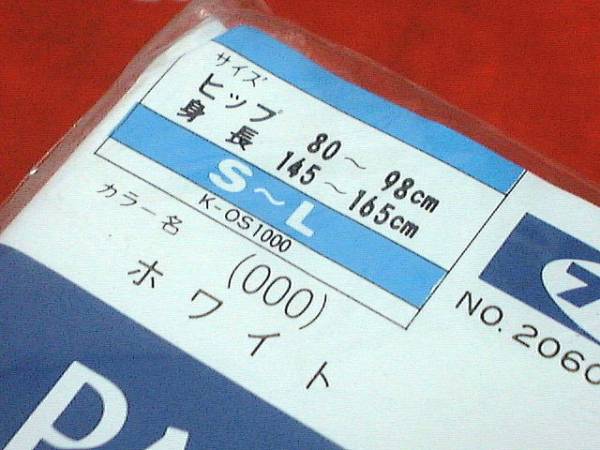 サイズ
ヒップ 80～98cm
身長 145～165cm
S～L
K-OS1000
カラー名
(000)
ホワイト
NO. 2060